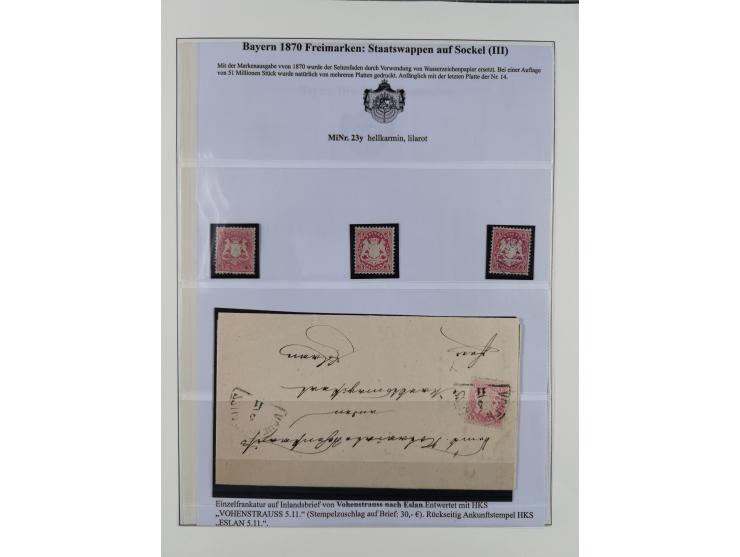 Bayern 1870 Freimarken: Staatswappen auf Sockel (III)
Mit der Markenausgabe vvon 1870 wurde der Seitenfaden durch Verwendung von Wasserzeichenpapier ersetzt. Bei einer Auflage
von 51 Millionen Stück wurde natürlich von mehreren Platten gedruckt. Anfänglich mit der letzten Platte der Nr. 14.
MiNr. 23y hellkarmin, lilarot
Einzelfrankatur auf Inlandsbrief von Vohenstrauss nach Eslan.Entwertet mit HKS
„VOHENSTRAUSS 5.11.“ (Stempelzuschlag auf Brief: 30,- €). Rückseitig Ankunftstempel HKS
„ESLAN 5.11.“.